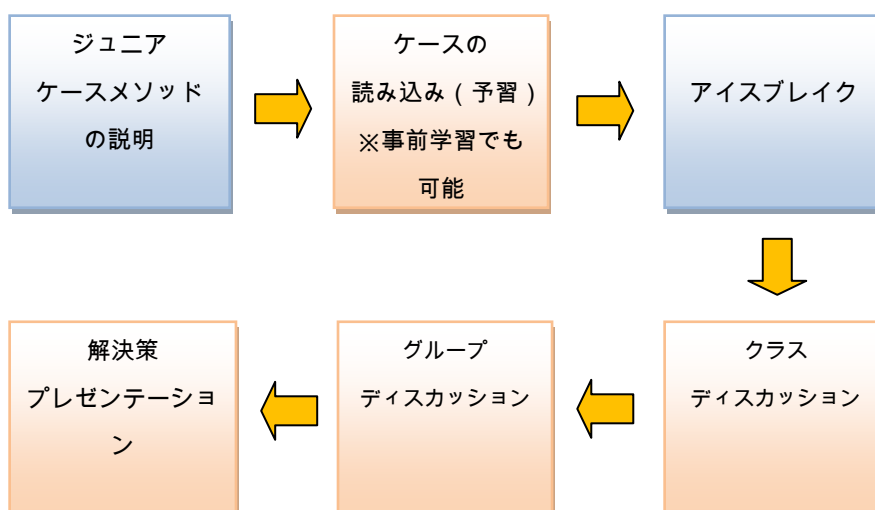 ジュニア
ケースメソッド
の説明
ケースの
読み込み（予習）
※事前学習でも
可能
アイスブレイク
クラス
ディスカッション
グループ
ディスカッション
解決策
プレゼンテーショ
ン